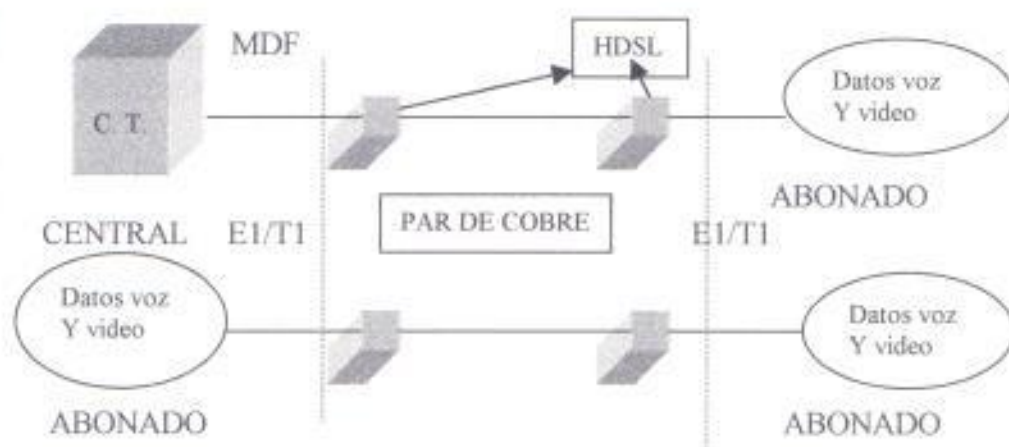 MDF
HDSL
Datos voz
Y video
C. T.
ABONADO
PAR DE COBRE
CENTRAL
E1/T1
E1/T1
Datos voz
Y video
Datos voz
Y video
ABONADO
ABONADO